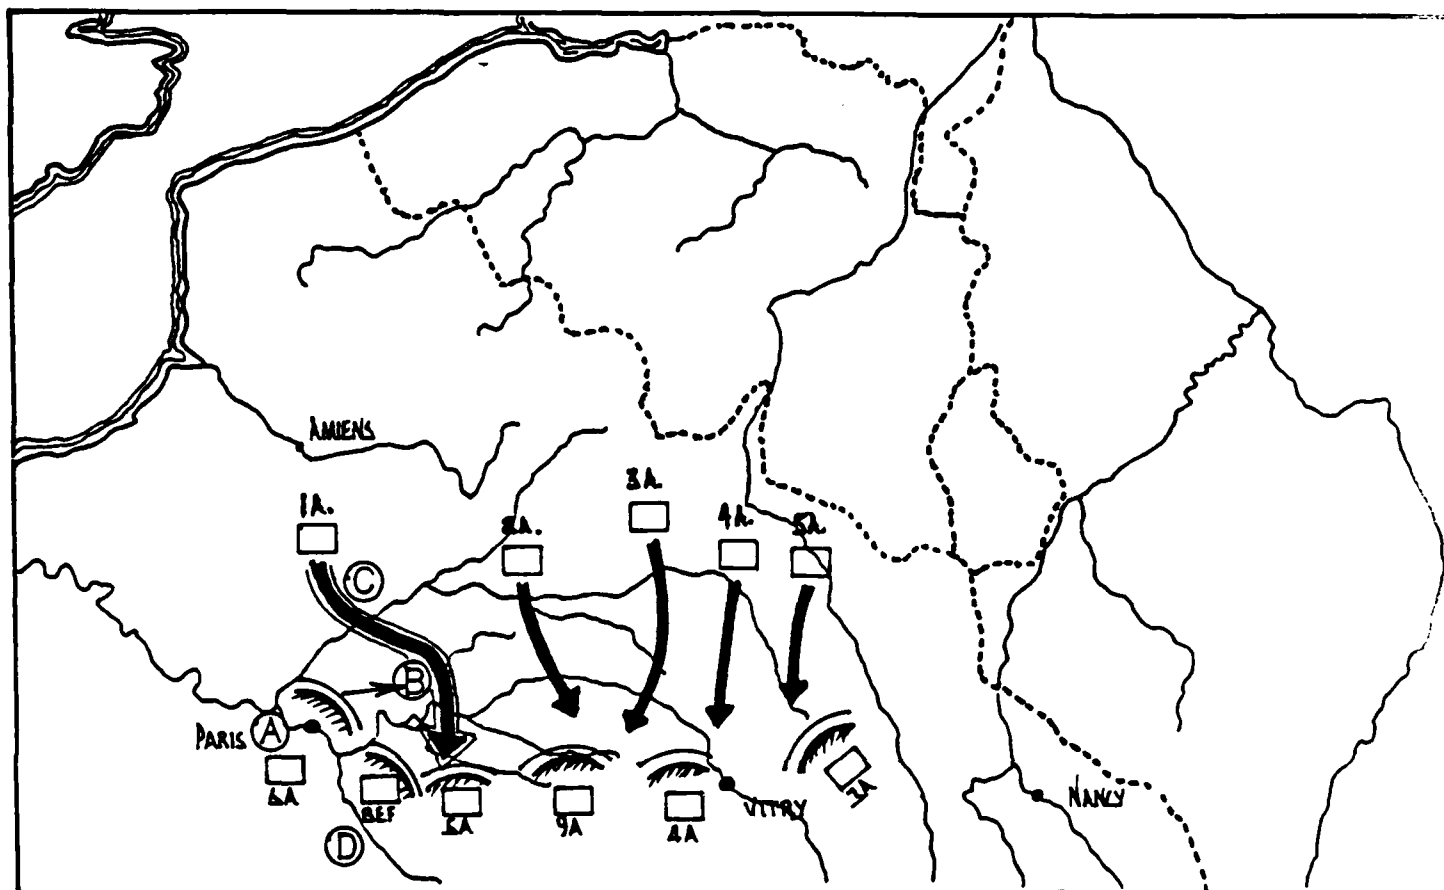 AMIENS
1A.
2A.
3A.
4A.
5A.
C
B
PARIS
A
6A
BEF
5A
9A
4A
VITRY
3A
NANCY
D